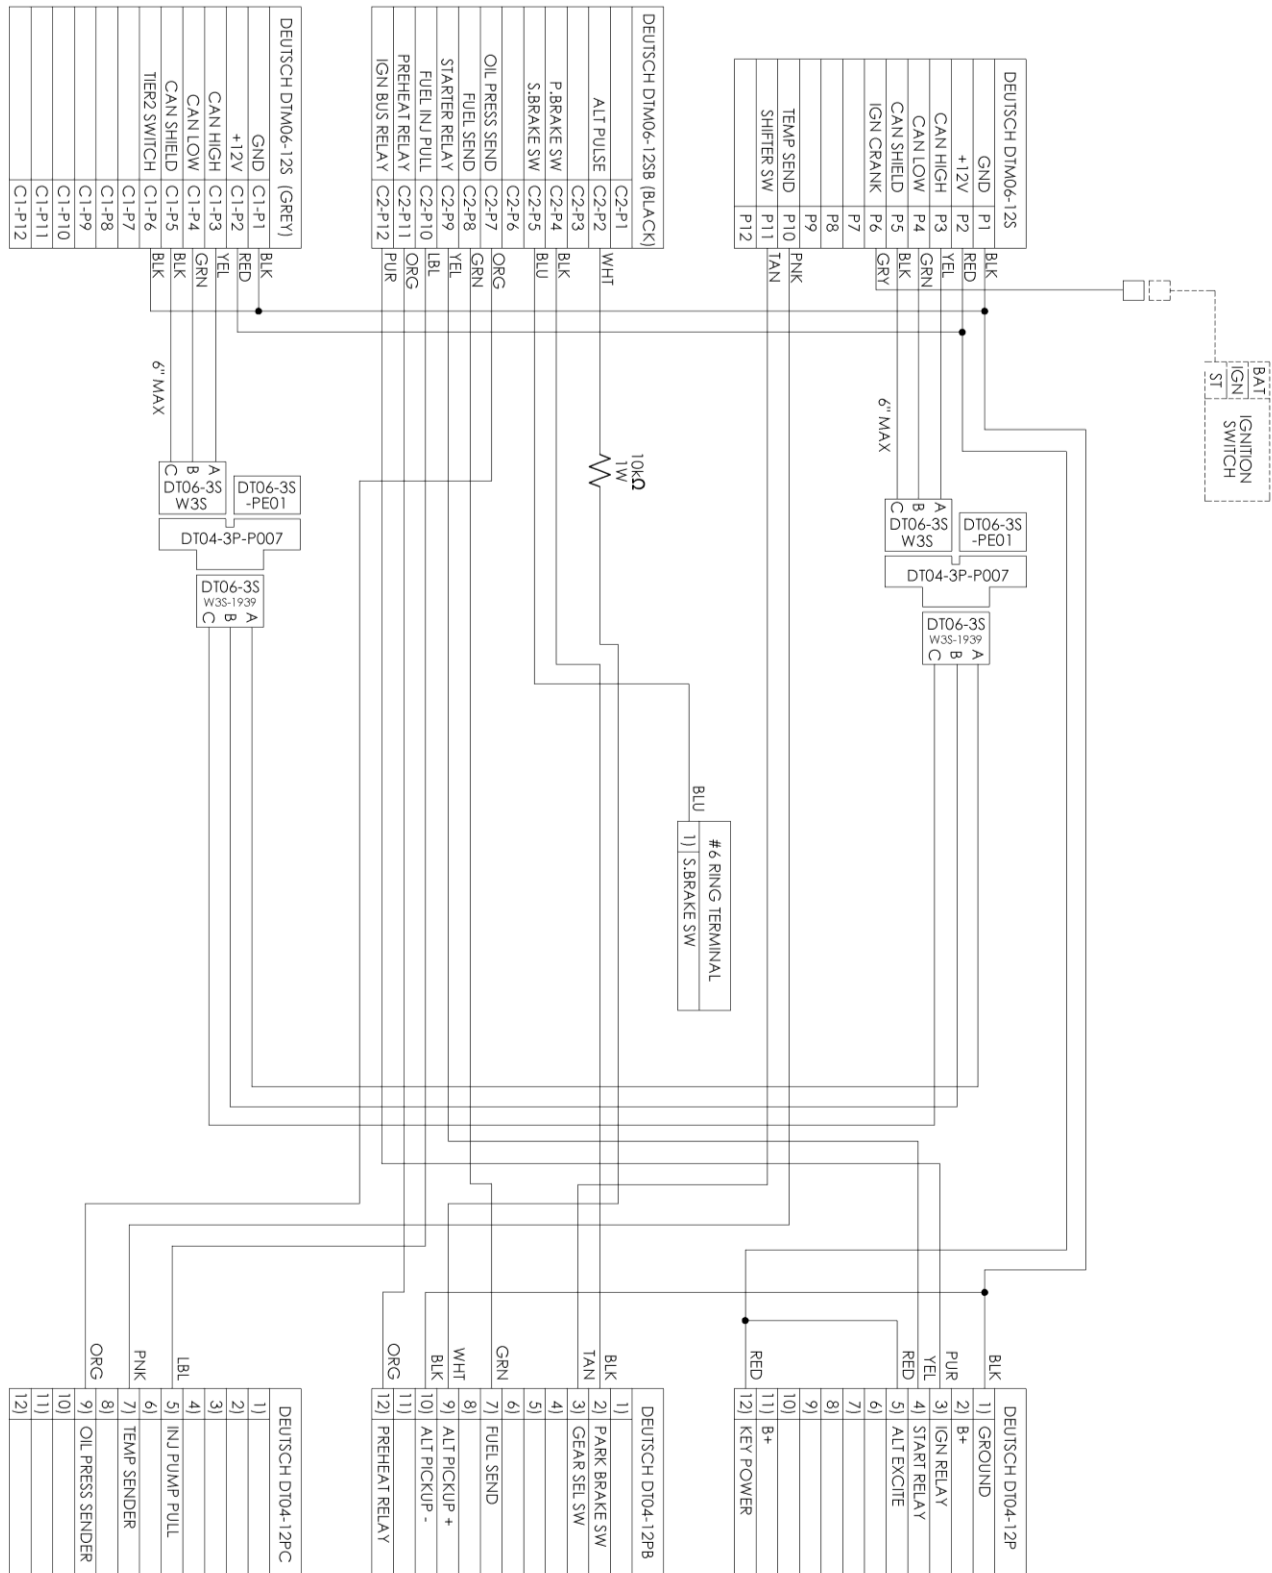 DEUTSCH DTM06-12S
GND P1 BLK
+12V P2 RED
CAN HIGH P3 YEL
CAN LOW P4 GRN
CAN SHIELD P5 BLK
IGN CRANK P6 GRY
P7
P8
P9
TEMP SEND P10 PNK
SHIFTER SW P11 TAN
P12
BAT
IGN
ST
IGNITION
SWITCH
6" MAX
A
B
C
DT06-3S
W3S
DT06-3S
-PE01
DT04-3P-P007
DT06-3S
W3S-1939
A
B
C
BLK
PUR
YEL
RED
RED
DEUTSCH DT04-12P
1) GROUND
2) B+
3) IGN RELAY
4) START RELAY
5) ALT EXCITE
6)
7)
8)
9)
10)
11) B+
12) KEY POWER
DEUTSCH DTM06-12SB (BLACK)
C2-P1
ALT PULSE C2-P2 WHT
C2-P3
P.BRAKE SW C2-P4 BLK
S.BRAKE SW C2-P5 BLU
C2-P6
OIL PRESS SEND C2-P7 ORG
FUEL SEND C2-P8 GRN
STARTER RELAY C2-P9 YEL
FUEL INJ PULL C2-P10 LBL
PREHEAT RELAY C2-P11 ORG
IGN BUS RELAY C2-P12 PUR
10kΩ
1W
BLU
#6 RING TERMINAL
1) S.BRAKE SW
BLK
TAN
GRN
WHT
BLK
ORG
DEUTSCH DT04-12PB
1)
2) PARK BRAKE SW
3) GEAR SEL SW
4)
5)
6)
7) FUEL SEND
8)
9) ALT PICKUP +
10) ALT PICKUP -
11)
12) PREHEAT RELAY
DEUTSCH DTM06-12S (GREY)
GND C1-P1 BLK
+12V C1-P2 RED
CAN HIGH C1-P3 YEL
CAN LOW C1-P4 GRN
CAN SHIELD C1-P5 BLK
TIER2 SWITCH C1-P6 BLK
C1-P7
C1-P8
C1-P9
C1-P10
C1-P11
C1-P12
6" MAX
A
B
C
DT06-3S
W3S
DT06-3S
-PE01
DT04-3P-P007
DT06-3S
W3S-1939
A
B
C
LBL
PNK
ORG
DEUTSCH DT04-12PC
1)
2)
3)
4)
5) INJ PUMP PULL
6)
7) TEMP SENDER
8)
9) OIL PRESS SENDER
10)
11)
12)